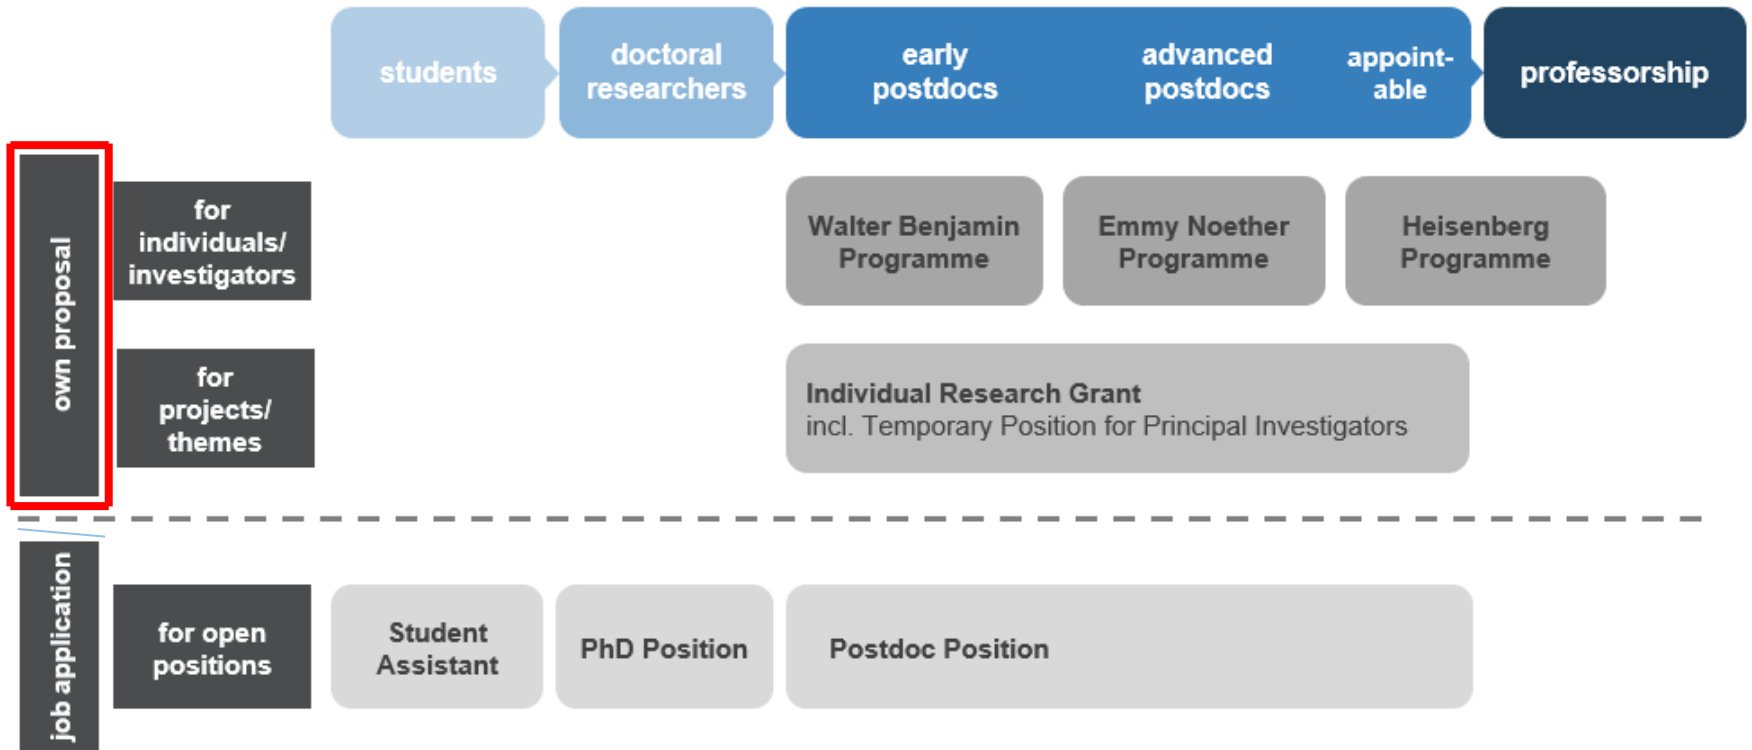 students
doctoral
researchers
early
postdocs
advanced
postdocs
appoint-
able
professorship
own proposal
for
individuals/
investigators
Walter Benjamin
Programme
Emmy Noether
Programme
Heisenberg
Programme
for
projects/
themes
Individual Research Grant
incl. Temporary Position for Principal Investigators
job application
for open
positions
Student
Assistant
PhD Position
Postdoc Position